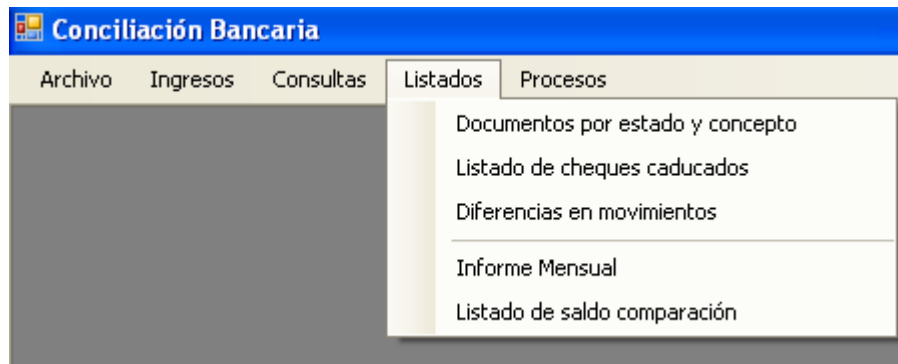 Conciliación Bancaria
Archivo Ingresos Consultas Listados Procesos
Documentos por estado y concepto
Listado de cheques caducados
Diferencias en movimientos
Informe Mensual
Listado de saldo comparación